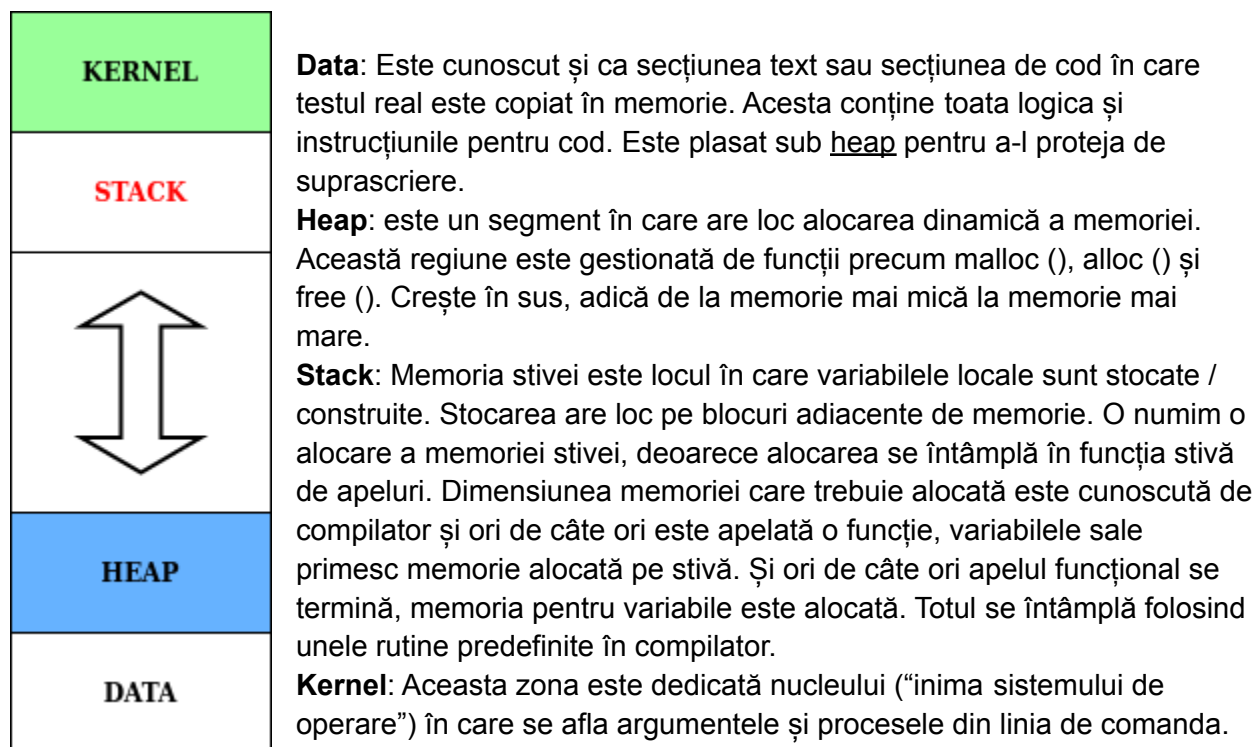 KERNEL
STACK
HEAP
DATA
Data: Este cunoscut și ca secțiunea text sau secțiunea de cod în care
testul real este copiat în memorie. Acesta conține toata logica și
instrucțiunile pentru cod. Este plasat sub heap pentru a-l proteja de
suprascriere.
Heap: este un segment în care are loc alocarea dinamică a memoriei.
Această regiune este gestionată de funcții precum malloc (), alloc () și
free (). Crește în sus, adică de la memorie mai mică la memorie mai
mare.
Stack: Memoria stivei este locul în care variabilele locale sunt stocate /
construite. Stocarea are loc pe blocuri adiacente de memorie. O numim o
alocare a memoriei stivei, deoarece alocarea se întâmplă în funcția stivă
de apeluri. Dimensiunea memoriei care trebuie alocată este cunoscută de
compilator și ori de câte ori este apelată o funcție, variabilele sale
primesc memorie alocată pe stivă. Și ori de câte ori apelul funcțional se
termină, memoria pentru variabile este alocată. Totul se întâmplă folosind
unele rutine predefinite în compilator.
Kernel: Aceasta zona este dedicată nucleului (“inima sistemului de
operare”) în care se afla argumentele și procesele din linia de comanda.